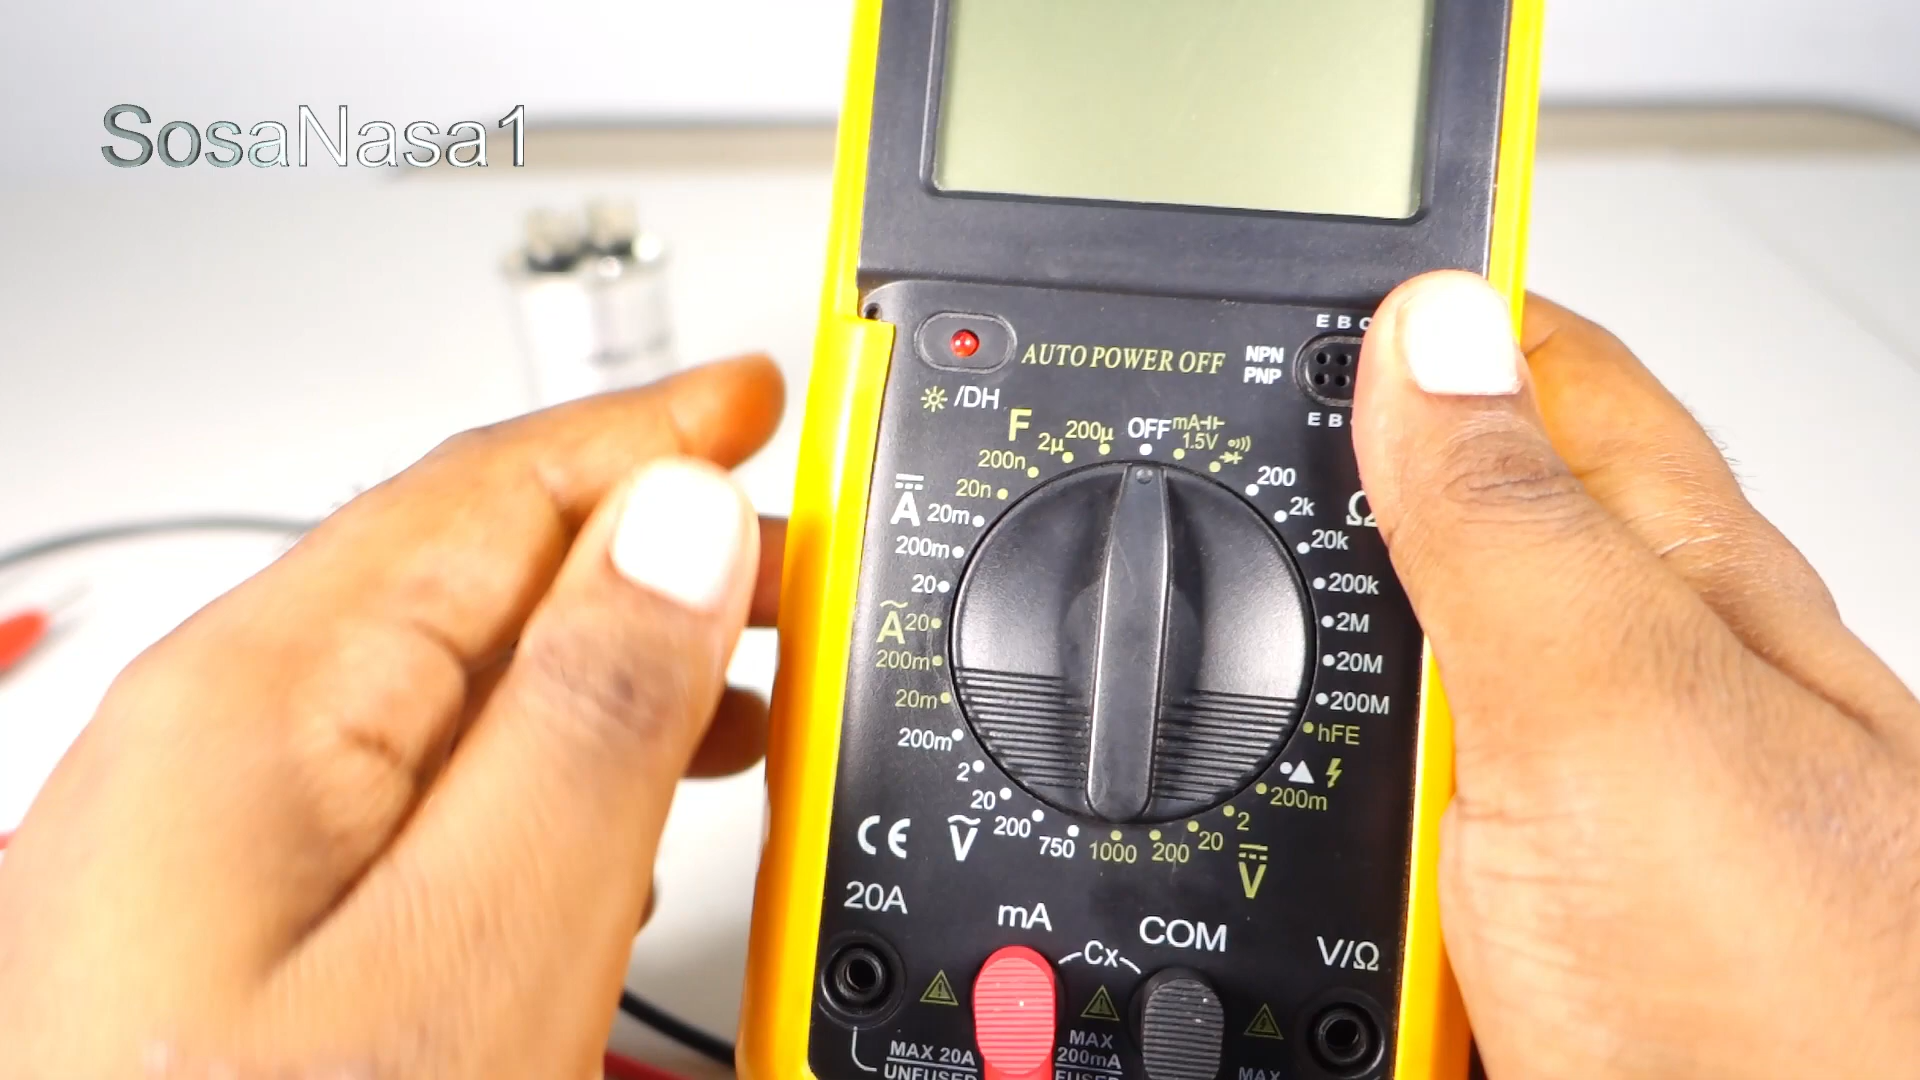 SosaNasa1
E B C
NPN
PNP
E B
AUTO POWER OFF
/DH
F
2µ
200µ
OFF
mA
1.5V
200n
20n
A
20m
200m
20
A
20
200m
20m
200m
2
20
200
750
V
1000
200
20
2
200m
V
200
2k
Ω
20k
200k
2M
20M
200M
hFE
CE
20A
mA
Cx
COM
V/Ω
MAX 20A
UNFUSED
MAX
200mA
FUSED
MAX